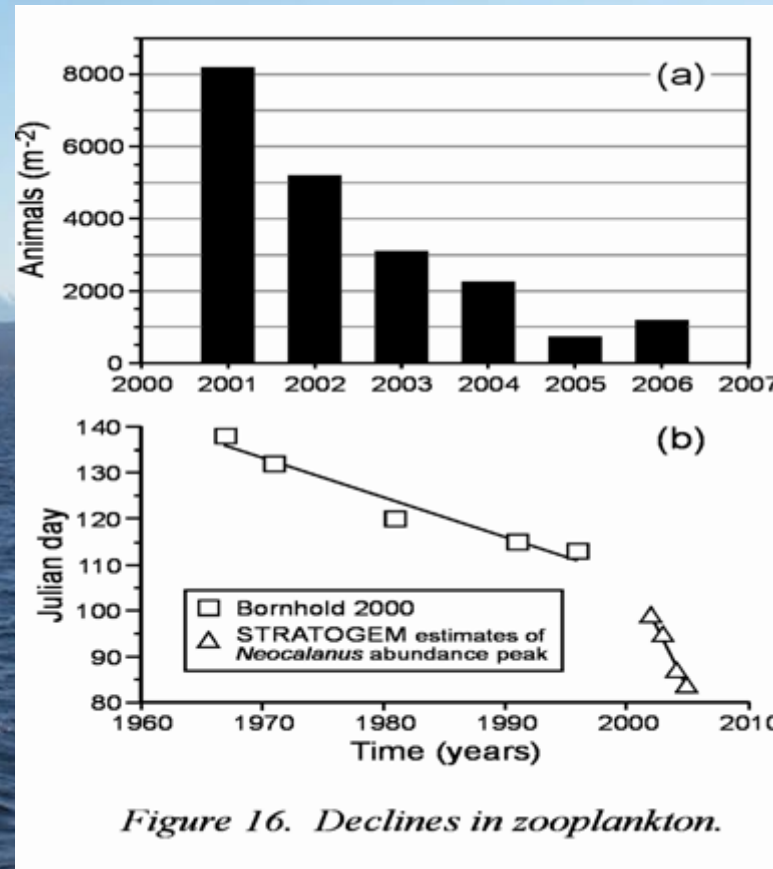 (a)
Animals (m-2)
8000
6000
4000
2000
0
2000 2001 2002 2003 2004 2005 2006 2007
(b)
Julian day
140
130
120
110
100
90
80
Bornhold 2000
STRATOGEM estimates of
Neocalanus abundance peak
1960 1970 1980 1990 2000 2010
Time (years)
Figure 16. Declines in zooplankton.